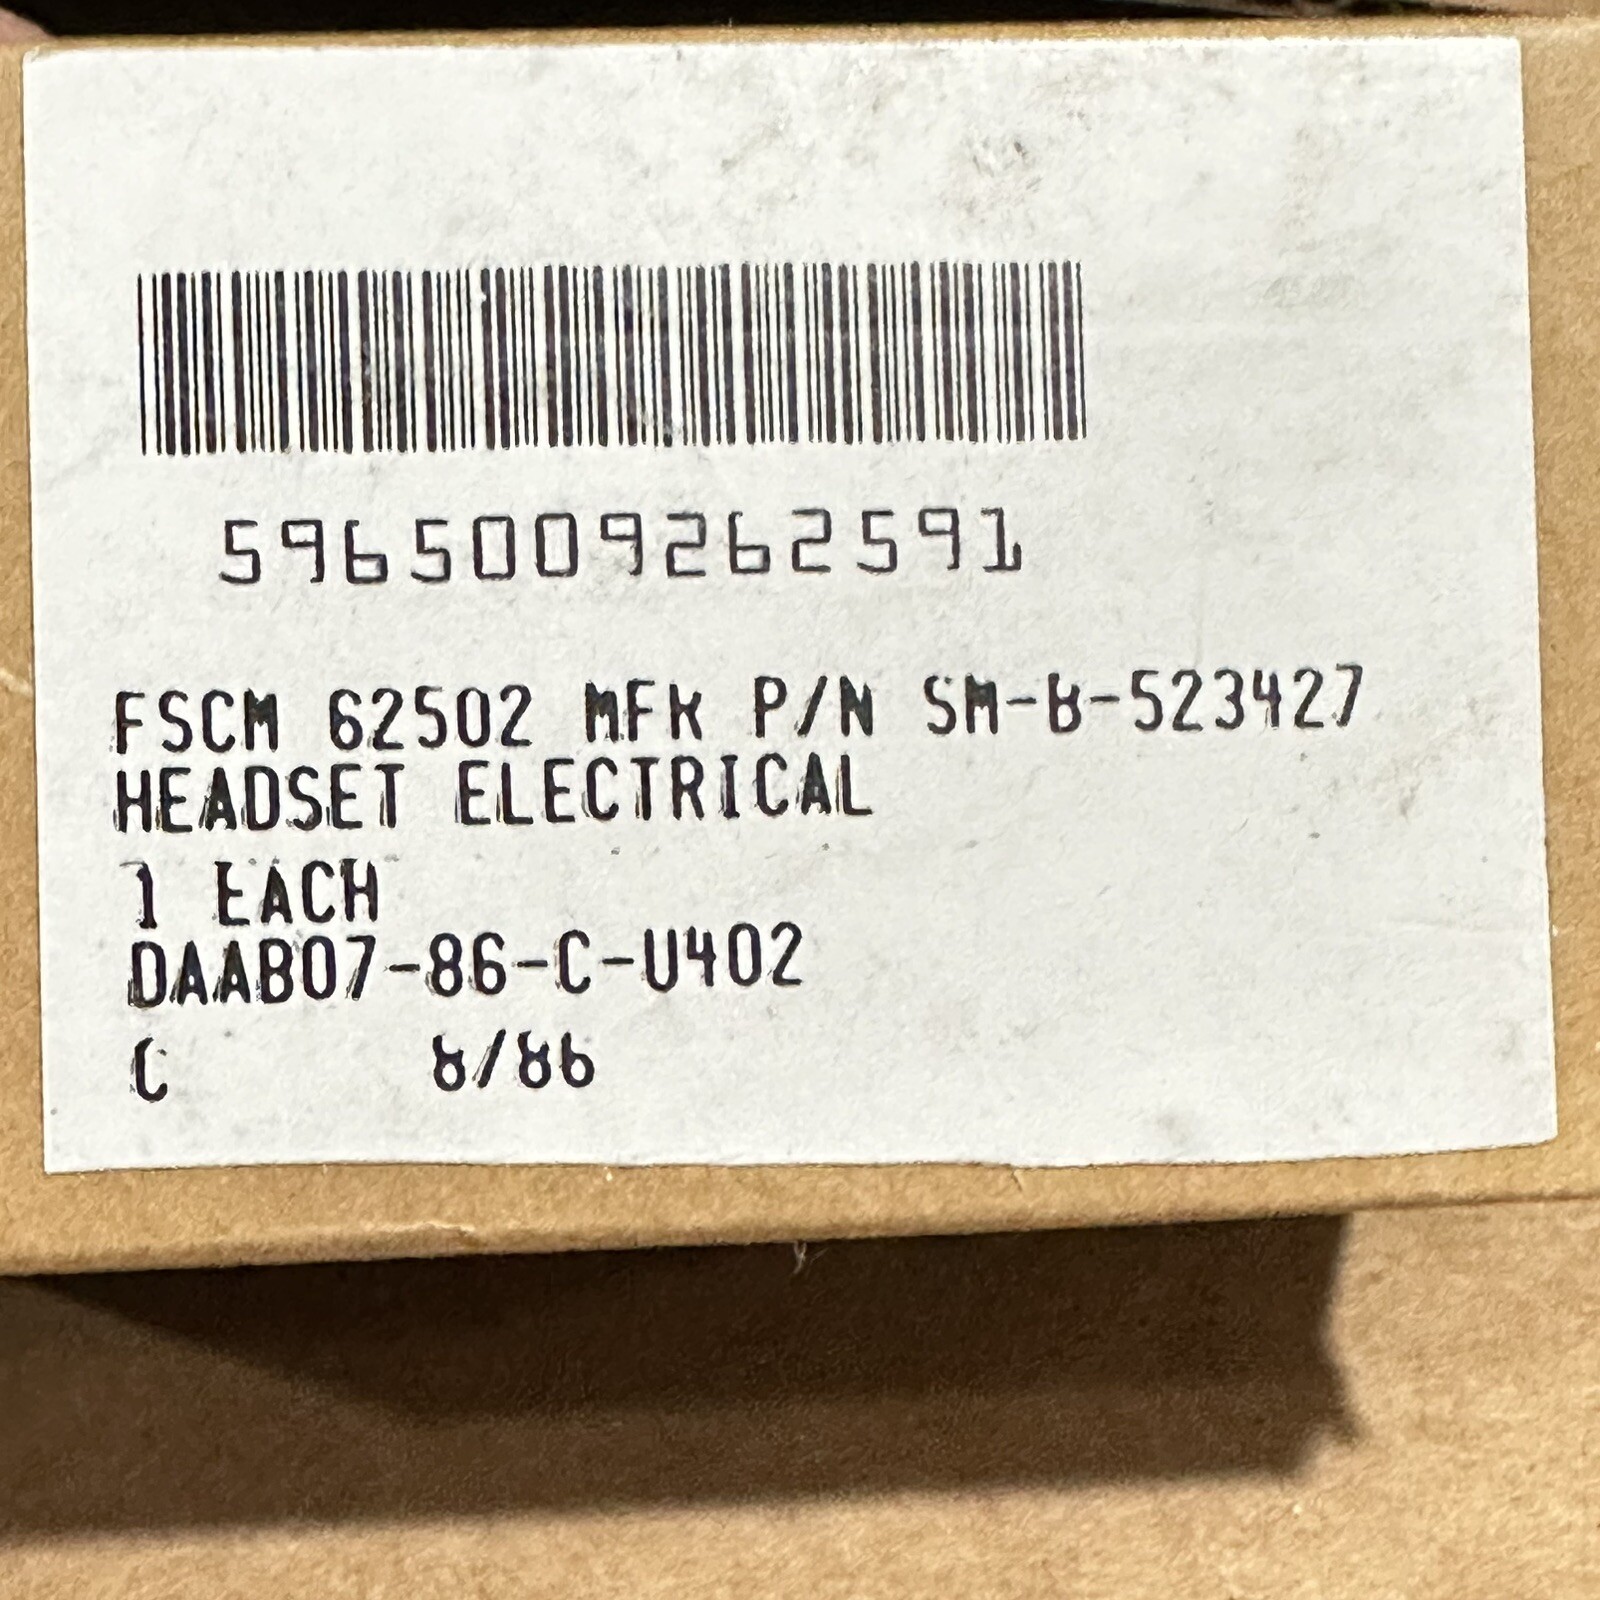 5965009262591
FSCM 62502 MFR P/N SM-B-523427
HEADSET ELECTRICAL
1 EACH
DAAB07-86-C-U402
C 8/86